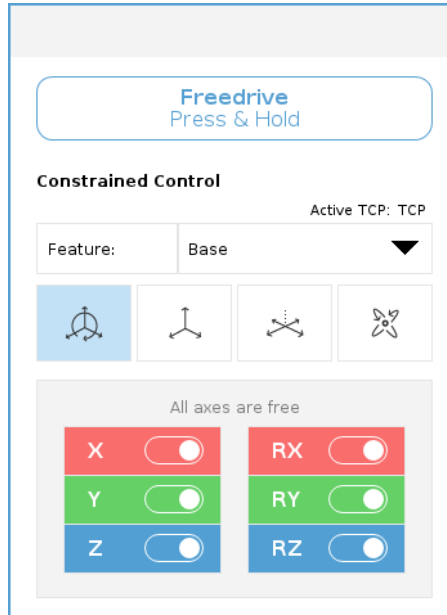 Freedrive
Press & Hold
Constrained Control
Active TCP: TCP
Feature: Base
All axes are free
X RX
Y RY
Z RZ